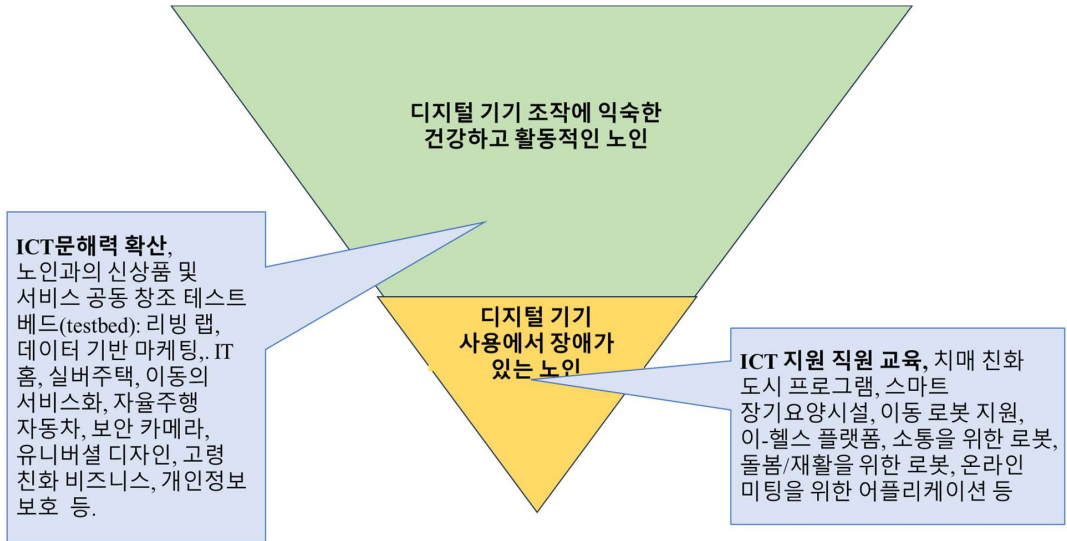 디지털 기기 조작에 익숙한
건강하고 활동적인 노인
ICT문해력 확산,
노인과의 신상품 및
서비스 공동 창조 테스트
베드(testbed): 리빙 랩,
데이터 기반 마케팅,. IT
홈, 실버주택, 이동의
서비스화, 자율주행
자동차, 보안 카메라,
유니버셜 디자인, 고령
친화 비즈니스, 개인정보
보호 등.
디지털 기기
사용에서 장애가
있는 노인
ICT 지원 직원 교육, 치매 친화
도시 프로그램, 스마트
장기요양시설, 이동 로봇 지원,
이-헬스 플랫폼, 소통을 위한 로봇,
돌봄/재활을 위한 로봇, 온라인
미팅을 위한 어플리케이션 등